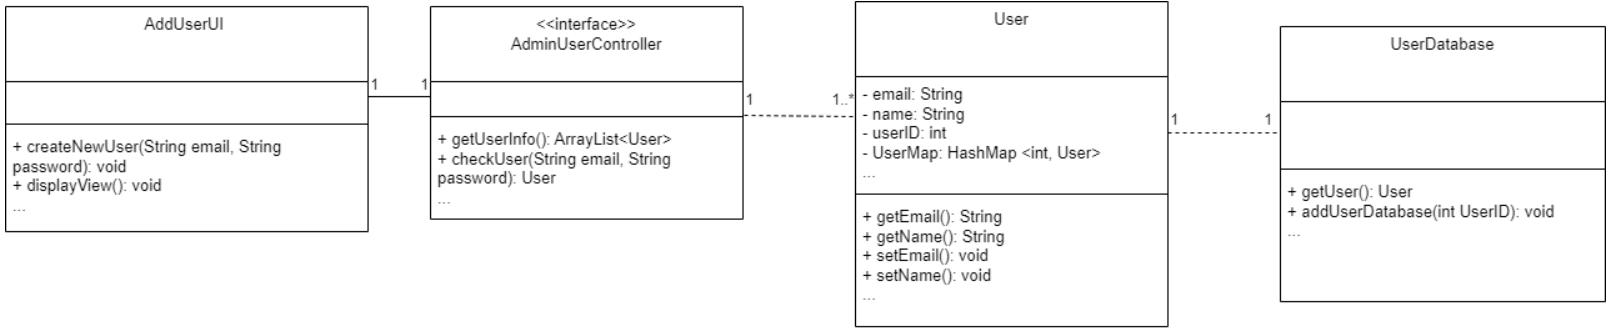 AddUserUI
+ createNewUser(String email, String
password): void
+ displayView(): void
...
1
1
<<interface>>
AdminUserController
+ getUserInfo(): ArrayList<User>
+ checkUser(String email, String
password): User
...
1
1..*
User
- email: String
- name: String
- userID: int
- UserMap: HashMap <int, User>
...
+ getEmail(): String
+ getName(): String
+ setEmail(): void
+ setName(): void
...
1
1
UserDatabase
+ getUser(): User
+ addUserDatabase(int UserID): void
...